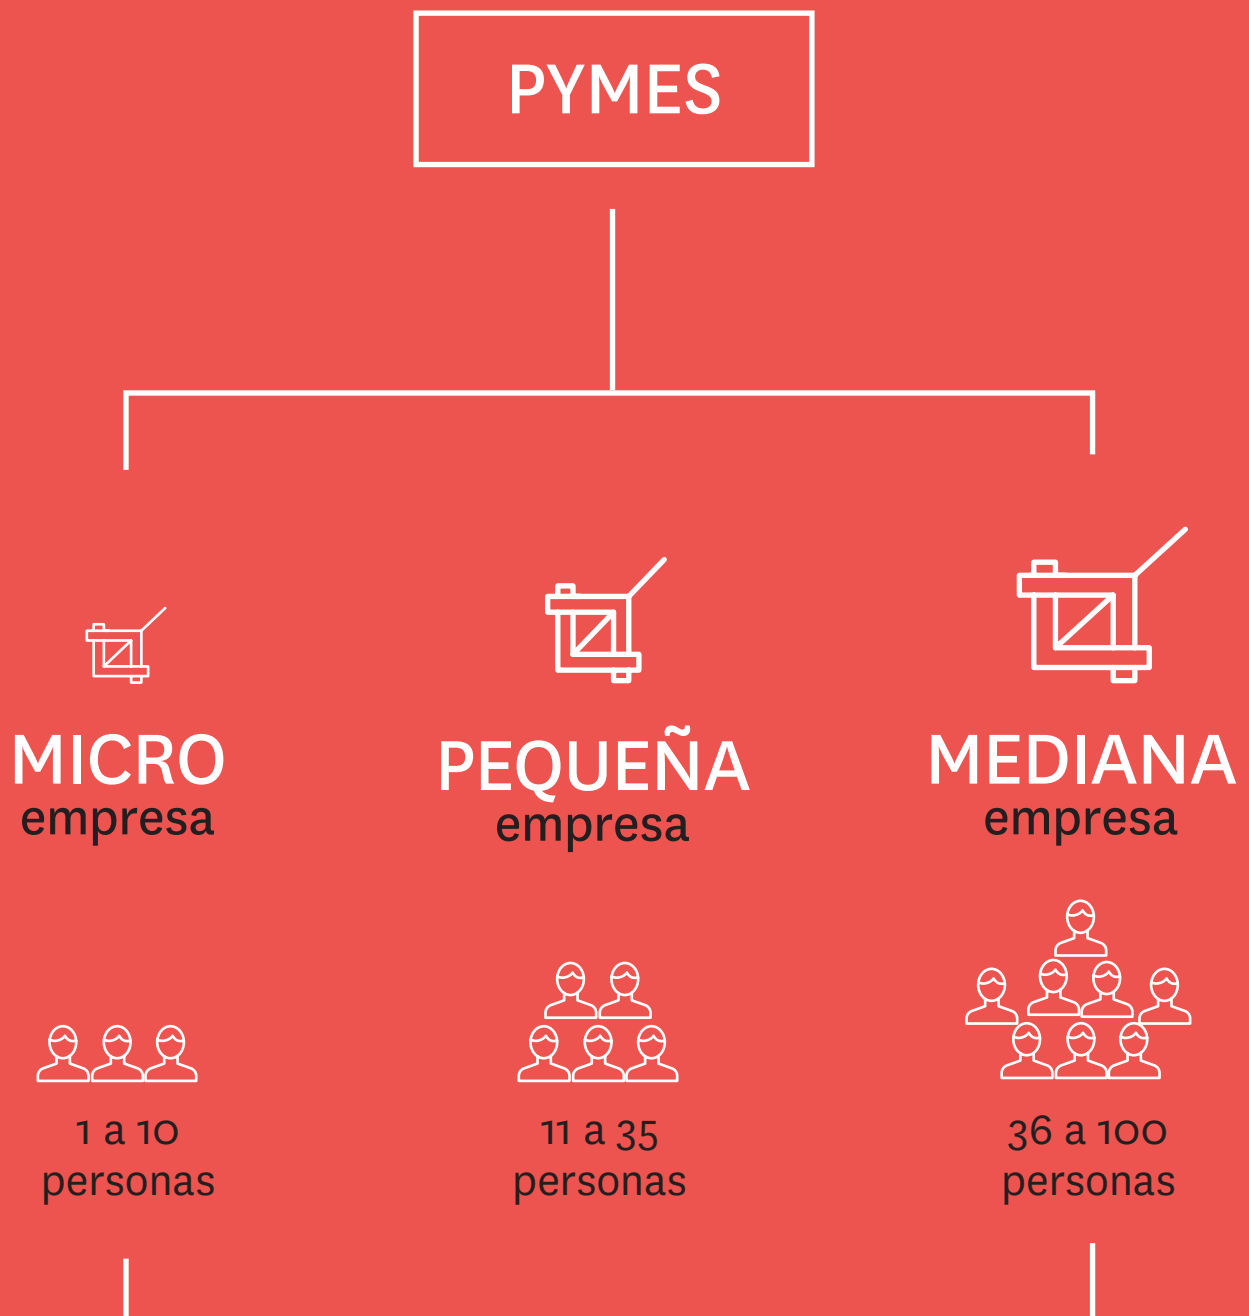 PYMES
MICRO
empresa
1 a 10
personas
PEQUEÑA
empresa
11 a 35
personas
MEDIANA
empresa
36 a 100
personas